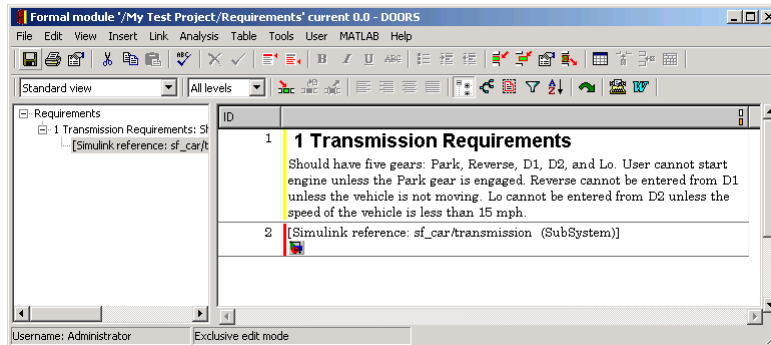 Formal module '/My Test Project/Requirements' current 0.0 - DOORS
File Edit View Insert Link Analysis Table Tools User MATLAB Help
B I U ABC
Standard view All levels
Requirements
1 Transmission Requirements: Sh
[Simulink reference: sf_car/t
ID
1 1 Transmission Requirements
Should have five gears: Park, Reverse, D1, D2, and Lo. User cannot start
engine unless the Park gear is engaged. Reverse cannot be entered from D1
unless the vehicle is not moving. Lo cannot be entered from D2 unless the
speed of the vehicle is less than 15 mph.
2 [Simulink reference: sf_car/transmission (SubSystem)]
Username: Administrator Exclusive edit mode